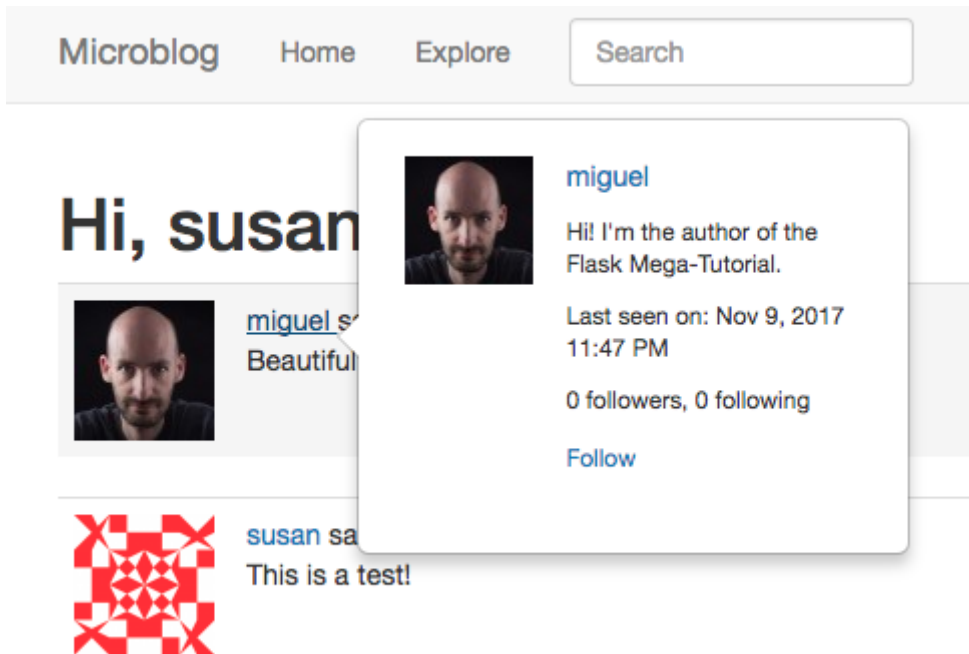 Microblog Home Explore Search
Hi, susan
miguel
Hi! I'm the author of the
Flask Mega-Tutorial.
Last seen on: Nov 9, 2017
11:47 PM
0 followers, 0 following
Follow
miguel
Beautiful
susan
This is a test!